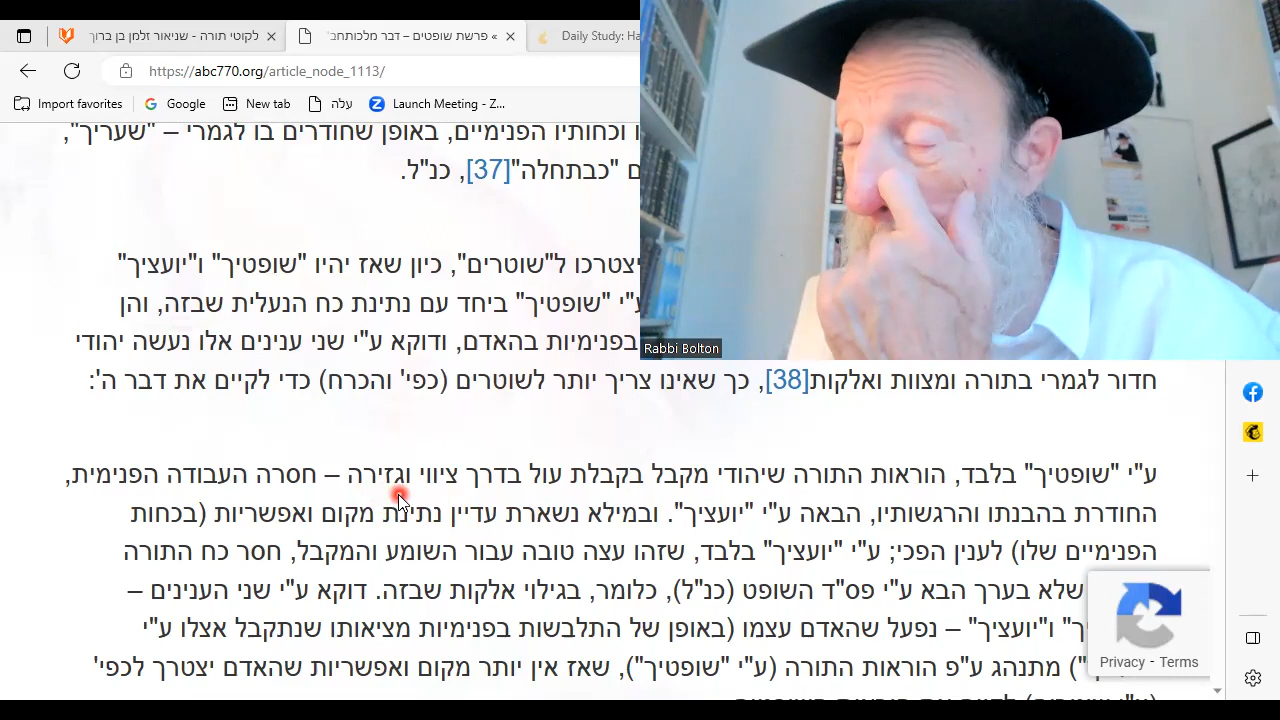 לקוטי תורה - שניאור זלמן בן ברוך
» פרשת שופטים – דבר מלכותחב
Daily Study: Ha
https://abc770.org/article_node_1113/
Import favorites Google New tab עלה Launch Meeting - Z...
ו וכחותיו הפנימיים, באופן שחודרים בו לגמרי – "שעריך",
ם "כבתחלה"[37], כנ"ל.
יצטרכו ל"שוטרים", כיון שאז יהיו "שופטיך" ו"יועציך"
ע"י "שופטיך" ביחד עם נתינת כח הנעלית שבזה, והן
בפנימיות בהאדם, ודוקא ע"י שני ענינים אלו נעשה יהודי
חדור לגמרי בתורה ומצוות ואלקות[38], כך שאינו צריך יותר לשוטרים (כפי' והכרח) כדי לקיים את דבר ה':
ע"י "שופטיך" בלבד, הוראות התורה שיהודי מקבל בקבלת עול בדרך ציווי וגזירה – חסרה העבודה הפנימית,
החודרת בהבנתו והרגשותיו, הבאה ע"י "יועציך". ובמילא נשארת עדיין נתינת מקום ואפשריות (בכחות
הפנימיים שלו) לענין הפכי; ע"י "יועציך" בלבד, שזהו עצה טובה עבור השומע והמקבל, חסר כח התורה
שלא בערך הבא ע"י פס"ד השופט (כנ"ל), כלומר, בגילוי אלקות שבזה. דוקא ע"י שני הענינים –
יך" ו"יועציך" – נפעל שהאדם עצמו (באופן של התלבשות בפנימיות מציאותו שנתקבל אצלו ע"י
") מתנהג ע"פ הוראות התורה (ע"י "שופטיך"), שאז אין יותר מקום ואפשריות שהאדם יצטרך לכפי'
Rabbi Bolton
Privacy - Terms